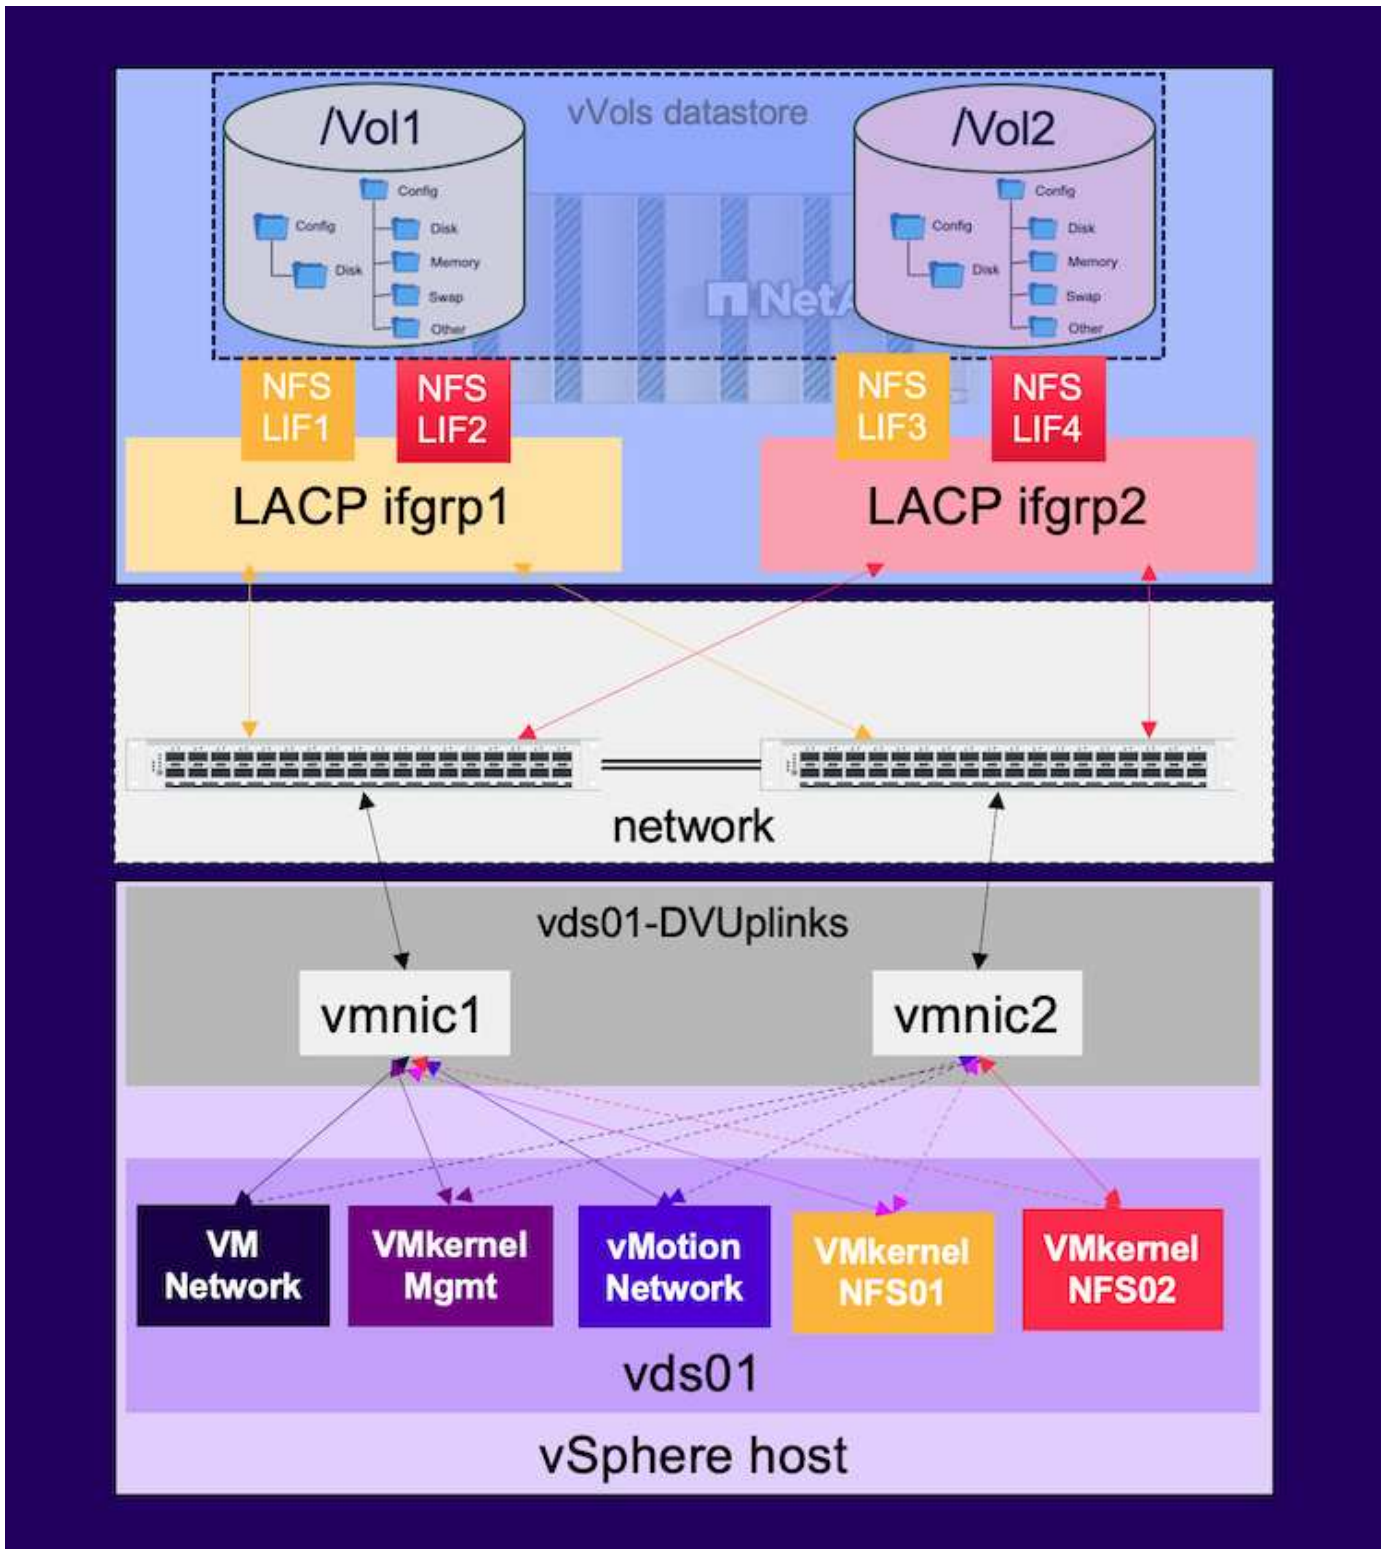 vVols datastore
/Vol1
Config
Config
Disk
Disk
Memory
Swap
Other
/Vol2
Config
Config
Disk
Disk
Memory
Swap
Other
NetA
NFS
LIF1
NFS
LIF2
NFS
LIF3
NFS
LIF4
LACP ifgrp1
LACP ifgrp2
network
vds01-DVUplinks
vmnic1
vmnic2
VM
Network
VMkernel
Mgmt
vMotion
Network
VMkernel
NFS01
VMkernel
NFS02
vds01
vSphere host